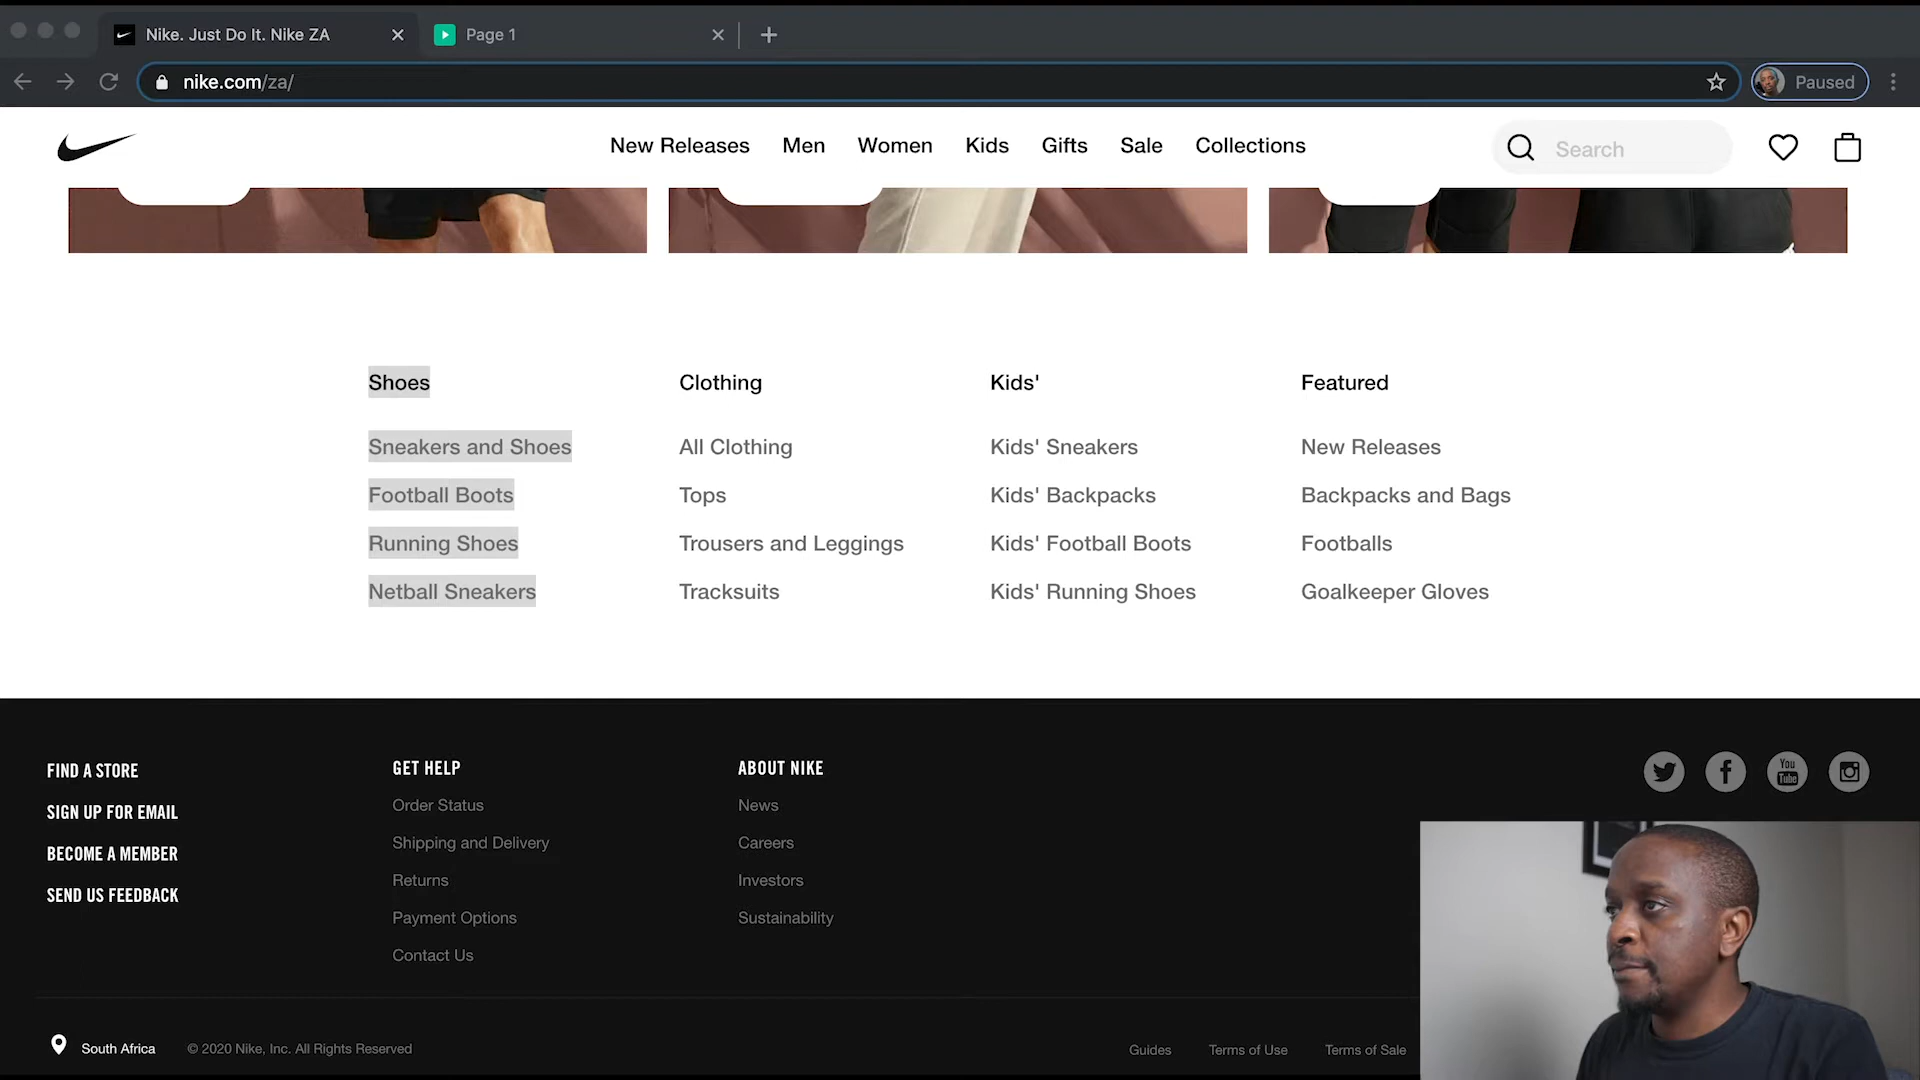 Nike. Just Do It. Nike ZA
Page 1
nike.com/za/
Paused
New Releases
Men
Women
Kids
Gifts
Sale
Collections
Search
Shoes
Clothing
Kids'
Featured
Sneakers and Shoes
All Clothing
Kids' Sneakers
New Releases
Football Boots
Tops
Kids' Backpacks
Backpacks and Bags
Running Shoes
Trousers and Leggings
Kids' Football Boots
Footballs
Netball Sneakers
Tracksuits
Kids' Running Shoes
Goalkeeper Gloves
FIND A STORE
SIGN UP FOR EMAIL
BECOME A MEMBER
SEND US FEEDBACK
GET HELP
Order Status
Shipping and Delivery
Returns
Payment Options
Contact Us
ABOUT NIKE
News
Careers
Investors
Sustainability
You
Tube
South Africa
© 2020 Nike, Inc. All Rights Reserved
Guides
Terms of Use
Terms of Sale